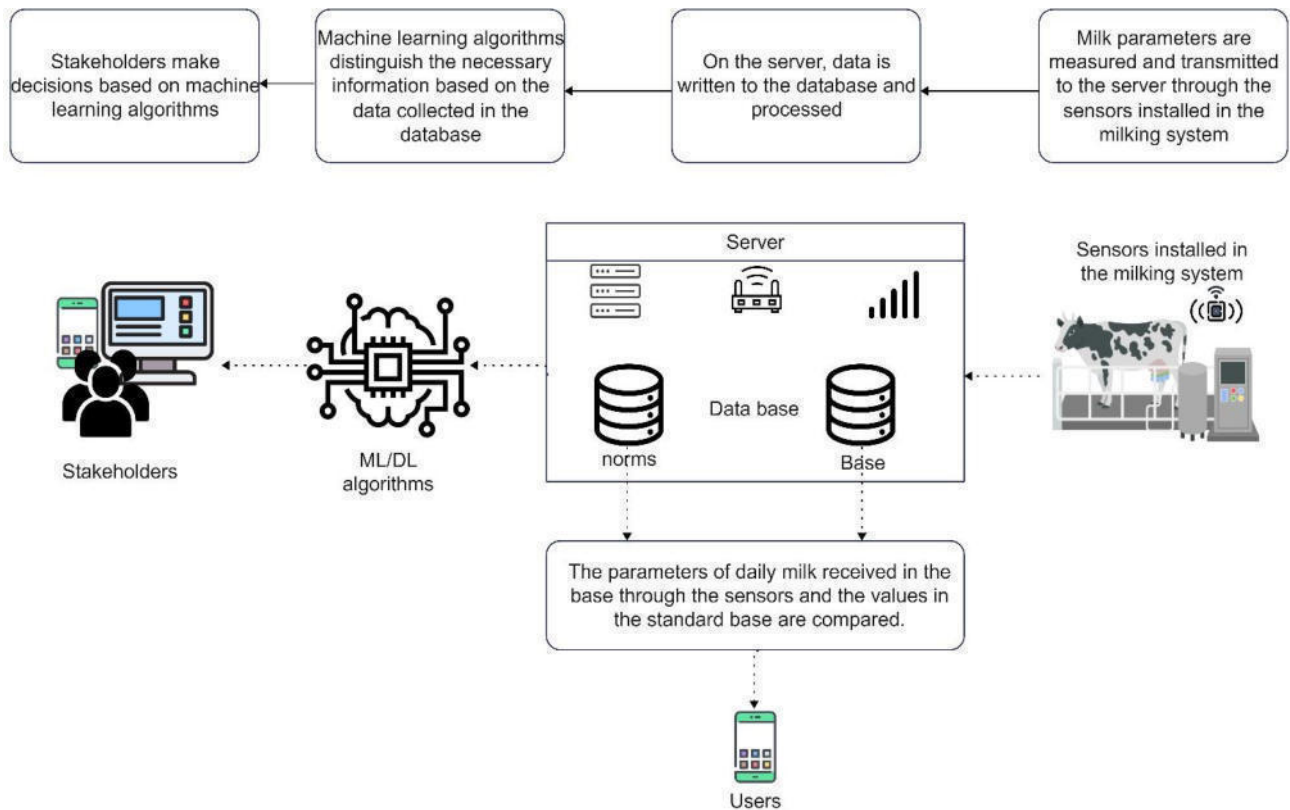 Stakeholders make
decisions based on machine
learning algorithms
Machine learning algorithms
distinguish the necessary
information based on the
data collected in the
database
On the server, data is
written to the database and
processed
Milk parameters are
measured and transmitted
to the server through the
sensors installed in the
milking system
Server
Sensors installed in
the milking system
Data base
norms
Base
Stakeholders
ML/DL
algorithms
The parameters of daily milk received in the
base through the sensors and the values in
the standard base are compared.
Users